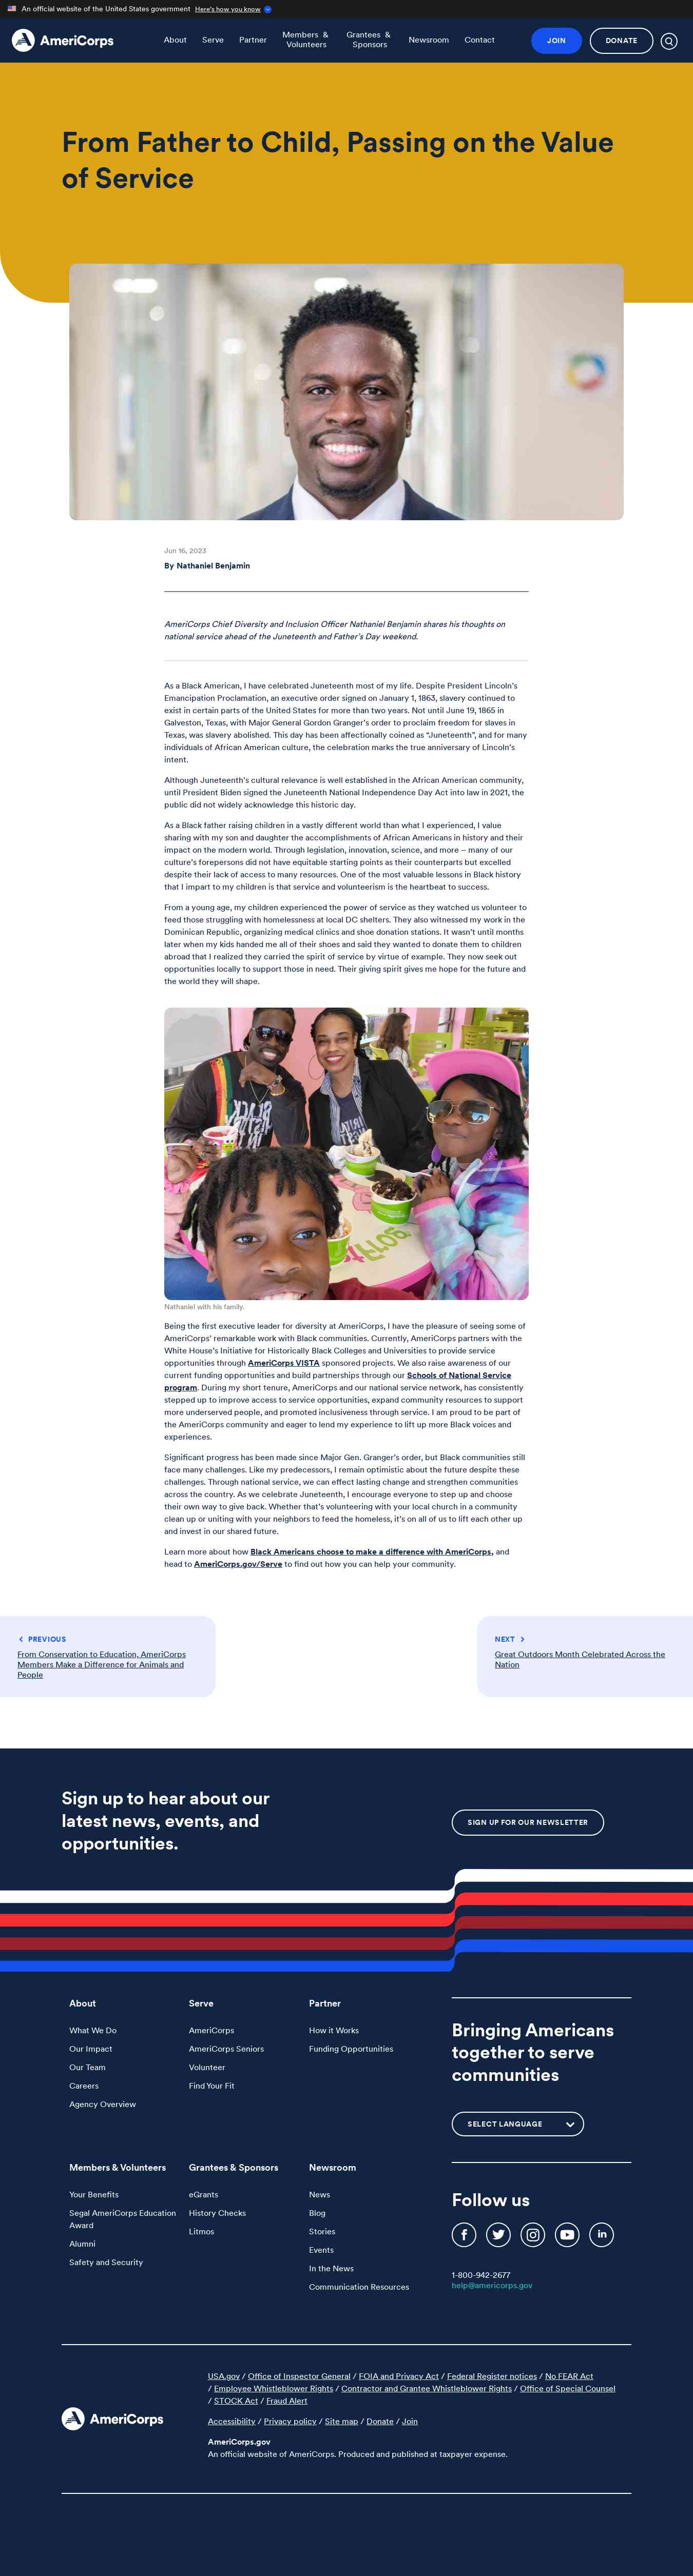 An official website of the United States government Here's how you know
AmeriCorps
About
Serve
Partner
Members &
Volunteers
Grantees &
Sponsors
Newsroom
Contact
JOIN
DONATE
From Father to Child, Passing on the Value
of Service
Jun 16, 2023
By Nathaniel Benjamin
AmeriCorps Chief Diversity and Inclusion Officer Nathaniel Benjamin shares his thoughts on
national service ahead of the Juneteenth and Father's Day weekend.
As a Black American, I have celebrated Juneteenth most of my life. Despite President Lincoln's
Emancipation Proclamation, an executive order signed on January 1, 1863, slavery continued to
exist in certain parts of the United States for more than two years. Not until June 19, 1865 in
Galveston, Texas, with Major General Gordon Granger's order to proclaim freedom for slaves in
Texas, was slavery abolished. This day has been affectionally coined as “Juneteenth”, and for many
individuals of African American culture, the celebration marks the true anniversary of Lincoln's
intent.
Although Juneteenth's cultural relevance is well established in the African American community,
until President Biden signed the Juneteenth National Independence Day Act into law in 2021, the
public did not widely acknowledge this historic day.
As a Black father raising children in a vastly different world than what I experienced, I value
sharing with my son and daughter the accomplishments of African Americans in history and their
impact on the modern world. Through legislation, innovation, science, and more – many of our
culture's forepersons did not have equitable starting points as their counterparts but excelled
despite their lack of access to many resources. One of the most valuable lessons in Black history
that I impart to my children is that service and volunteerism is the heartbeat to success.
From a young age, my children experienced the power of service as they watched us volunteer to
feed those struggling with homelessness at local DC shelters. They also witnessed my work in the
Dominican Republic, organizing medical clinics and shoe donation stations. It wasn't until months
later when my kids handed me all of their shoes and said they wanted to donate them to children
abroad that I realized they carried the spirit of service by virtue of example. They now seek out
opportunities locally to support those in need. Their giving spirit gives me hope for the future and
the world they will shape.
Nathaniel with his family.
Being the first executive leader for diversity at AmeriCorps, I have the pleasure of seeing some of
AmeriCorps' remarkable work with Black communities. Currently, AmeriCorps partners with the
White House's Initiative for Historically Black Colleges and Universities to provide service
opportunities through AmeriCorps VISTA sponsored projects. We also raise awareness of our
current funding opportunities and build partnerships through our Schools of National Service
program. During my short tenure, AmeriCorps and our national service network, has consistently
stepped up to improve access to service opportunities, expand community resources to support
more underserved people, and promoted inclusiveness through service. I am proud to be part of
the AmeriCorps community and eager to lend my experience to lift up more Black voices and
experiences.
Significant progress has been made since Major Gen. Granger's order, but Black communities still
face many challenges. Like my predecessors, I remain optimistic about the future despite these
challenges. Through national service, we can effect lasting change and strengthen communities
across the country. As we celebrate Juneteenth, I encourage everyone to step up and choose
their own way to give back. Whether that's volunteering with your local church in a community
clean up or uniting with your neighbors to feed the homeless, it's on all of us to lift each other up
and invest in our shared future.
Learn more about how Black Americans choose to make a difference with AmeriCorps, and
head to AmeriCorps.gov/Serve to find out how you can help your community.
PREVIOUS
From Conservation to Education, AmeriCorps
Members Make a Difference for Animals and
People
NEXT
Great Outdoors Month Celebrated Across the
Nation
Sign up to hear about our
latest news, events, and
opportunities.
SIGN UP FOR OUR NEWSLETTER
About
What We Do
Our Impact
Our Team
Careers
Agency Overview
Serve
AmeriCorps
AmeriCorps Seniors
Volunteer
Find Your Fit
Partner
How it Works
Funding Opportunities
Bringing Americans
together to serve
communities
SELECT LANGUAGE
Members & Volunteers
Your Benefits
Segal AmeriCorps Education
Award
Alumni
Safety and Security
Grantees & Sponsors
eGrants
History Checks
Litmos
Newsroom
News
Blog
Stories
Events
In the News
Communication Resources
Follow us
1-800-942-2677
help@americorps.gov
AmeriCorps
USA.gov / Office of Inspector General / FOIA and Privacy Act / Federal Register notices / No FEAR Act
/ Employee Whistleblower Rights / Contractor and Grantee Whistleblower Rights / Office of Special Counsel
/ STOCK Act / Fraud Alert
Accessibility / Privacy policy / Site map / Donate / Join
AmeriCorps.gov
An official website of AmeriCorps. Produced and published at taxpayer expense.